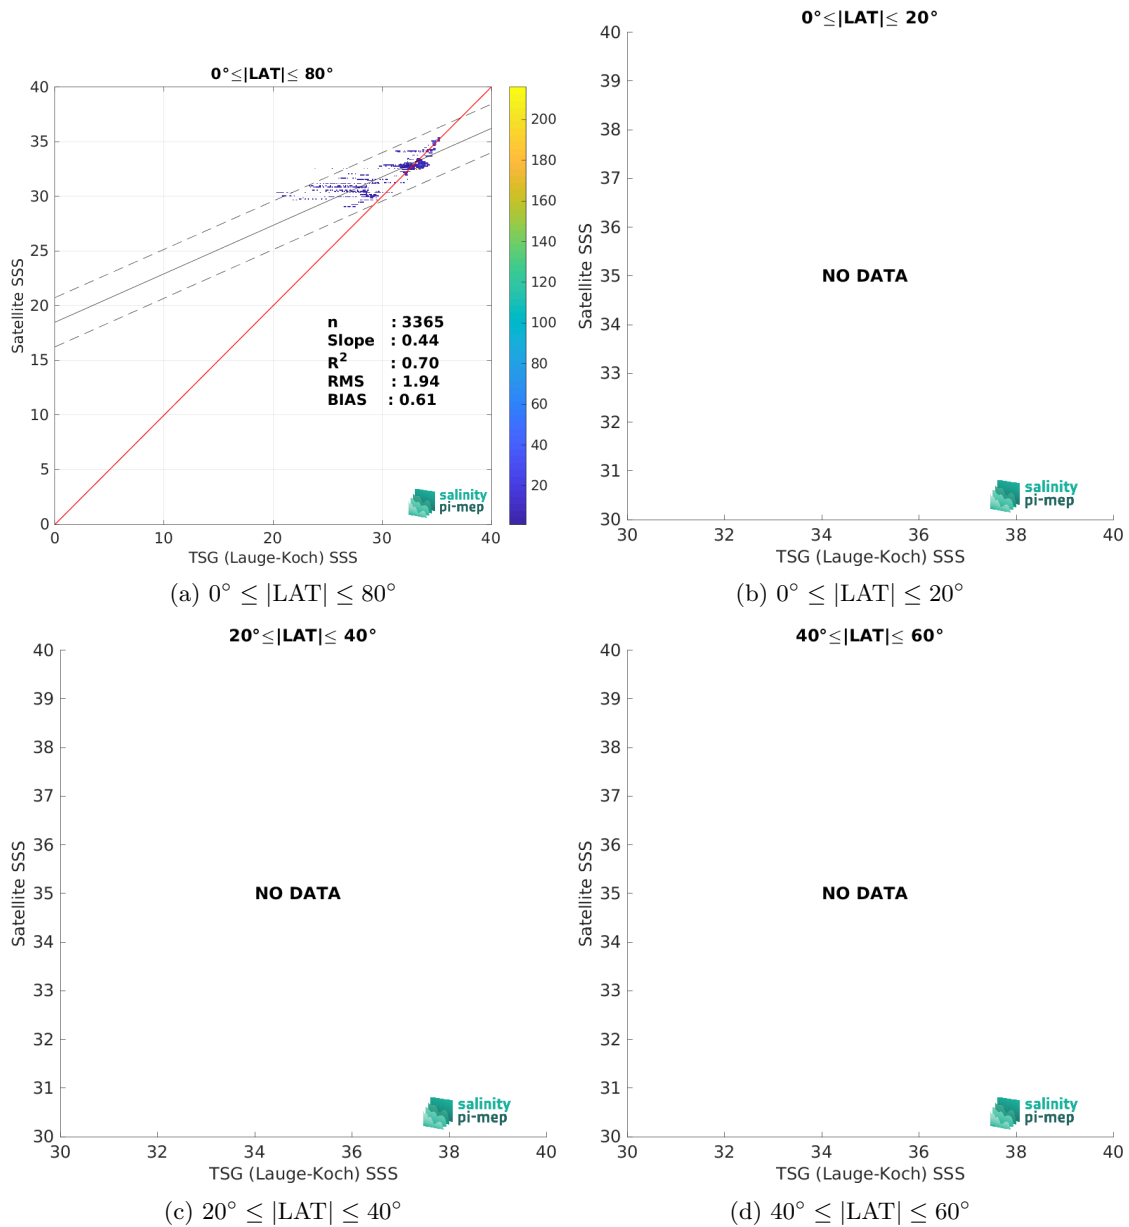 0°≤|LAT|≤ 80°
40
35
30
25
20
15
10
5
0
0
10
20
30
40
Satellite SSS
TSG (Lauge-Koch) SSS
n : 3365
Slope : 0.44
R² : 0.70
RMS : 1.94
BIAS : 0.61
salinity
pi-mep
200
180
160
140
120
100
80
60
40
20
(a) 0° ≤ |LAT| ≤ 80°
0°≤|LAT|≤ 20°
40
39
38
37
36
35
34
33
32
31
30
30
32
34
36
38
40
Satellite SSS
TSG (Lauge-Koch) SSS
NO DATA
salinity
pi-mep
(b) 0° ≤ |LAT| ≤ 20°
20°≤|LAT|≤ 40°
40
39
38
37
36
35
34
33
32
31
30
30
32
34
36
38
40
Satellite SSS
TSG (Lauge-Koch) SSS
NO DATA
salinity
pi-mep
(c) 20° ≤ |LAT| ≤ 40°
40°≤|LAT|≤ 60°
40
39
38
37
36
35
34
33
32
31
30
30
32
34
36
38
40
Satellite SSS
TSG (Lauge-Koch) SSS
NO DATA
salinity
pi-mep
(d) 40° ≤ |LAT| ≤ 60°